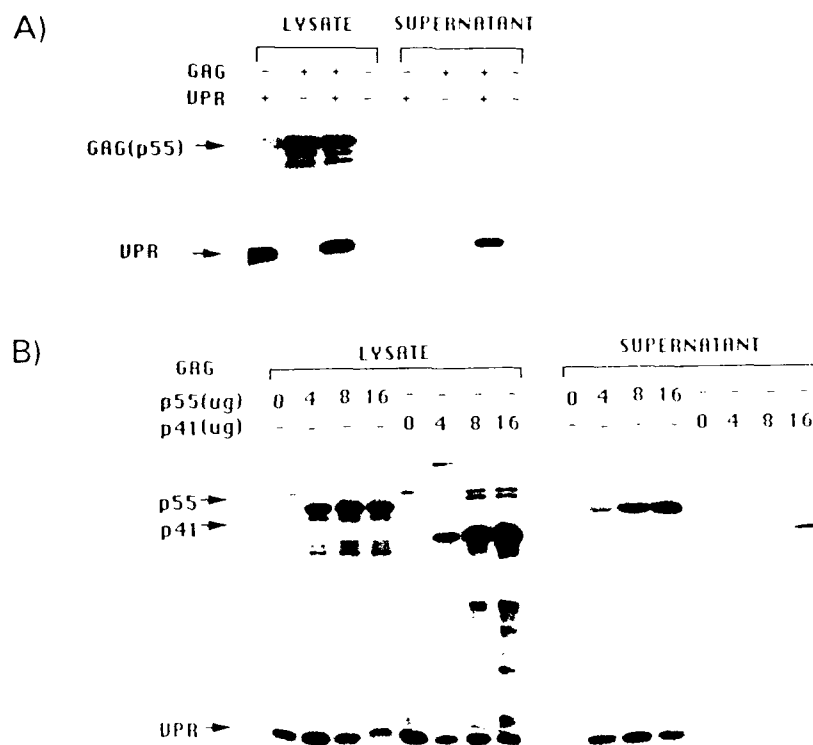 A)
LYSATE SUPERNATANT
GAG - + + - - + + -
VPR + - + - + - + -
GAG(p55)
VPR
B)
GAG LYSATE SUPERNATANT
p55(ug) 0 4 8 16 - - - - 0 4 8 16 - - - -
p41(ug) - - - - 0 4 8 16 - - - - 0 4 8 16
p55
p41
VPR